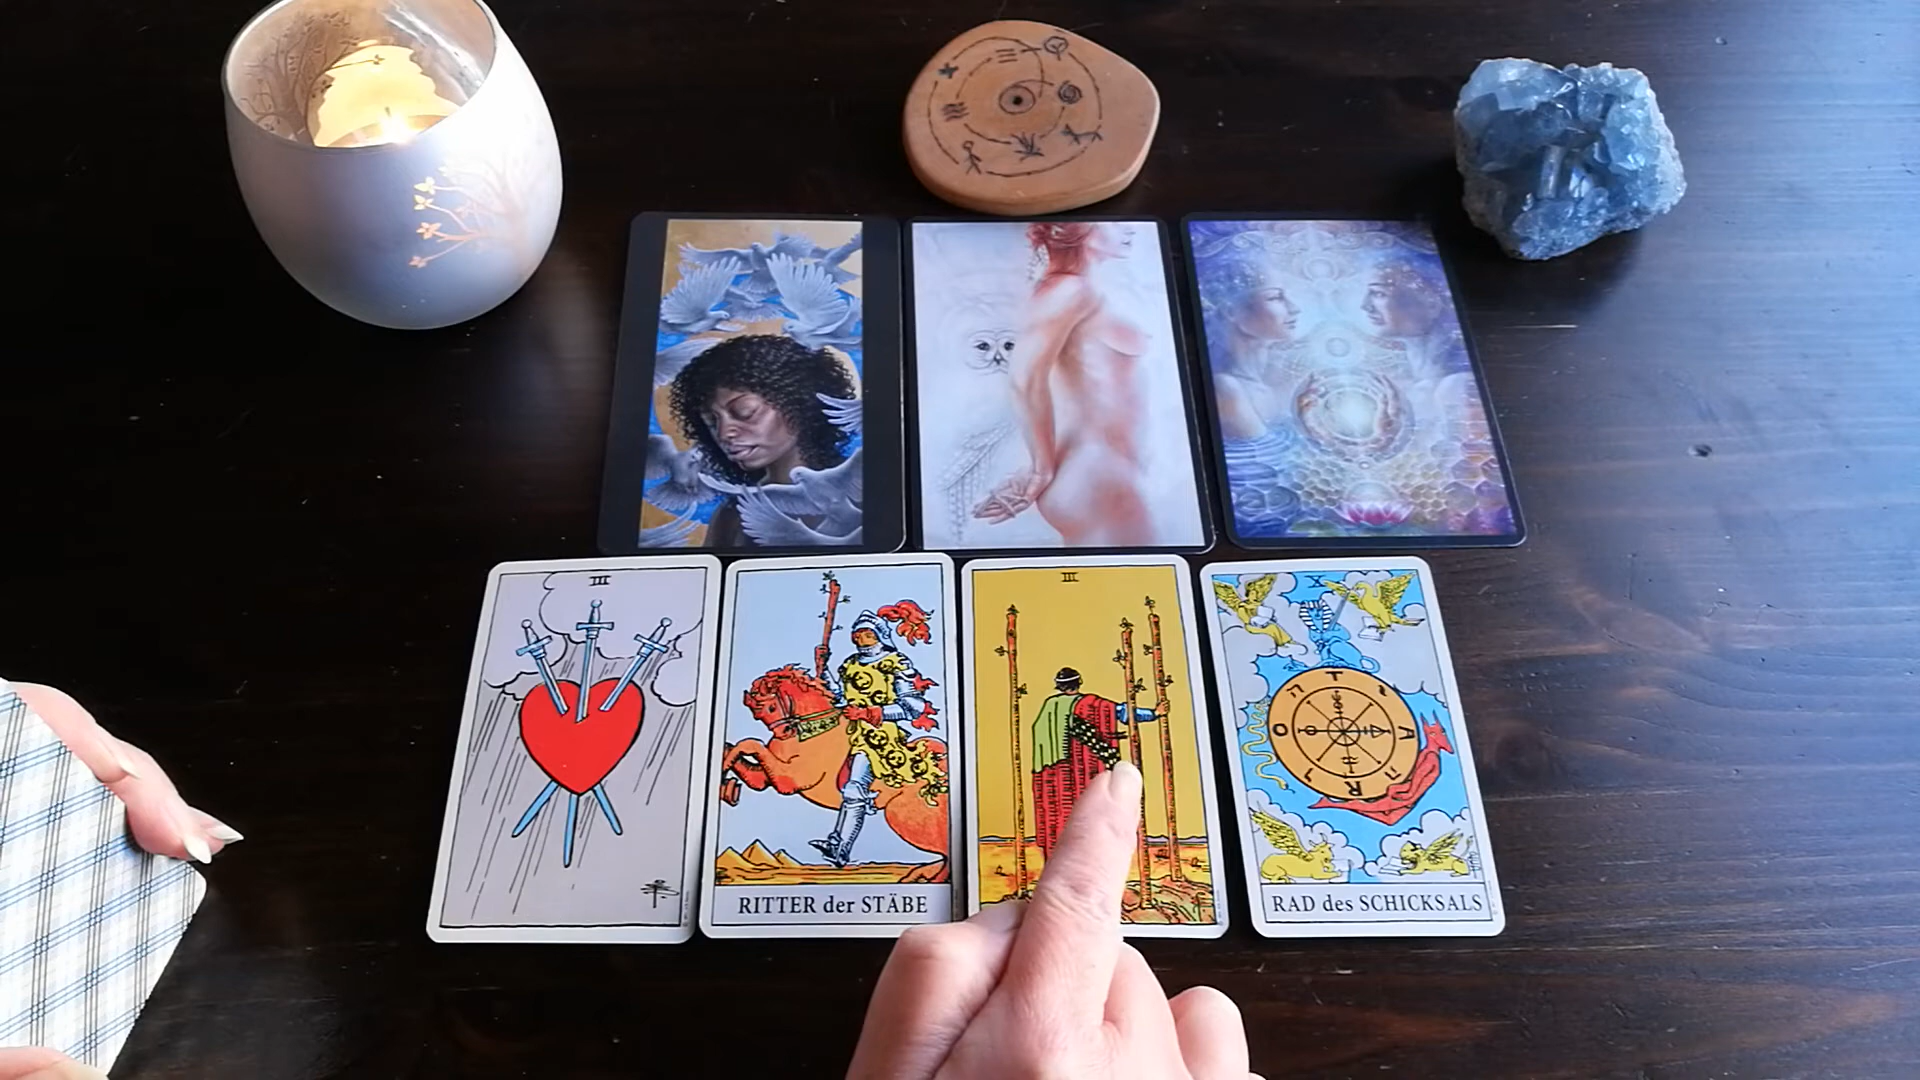 III
RITTER der STÄBE
III
X
RAD des SCHICKSALS